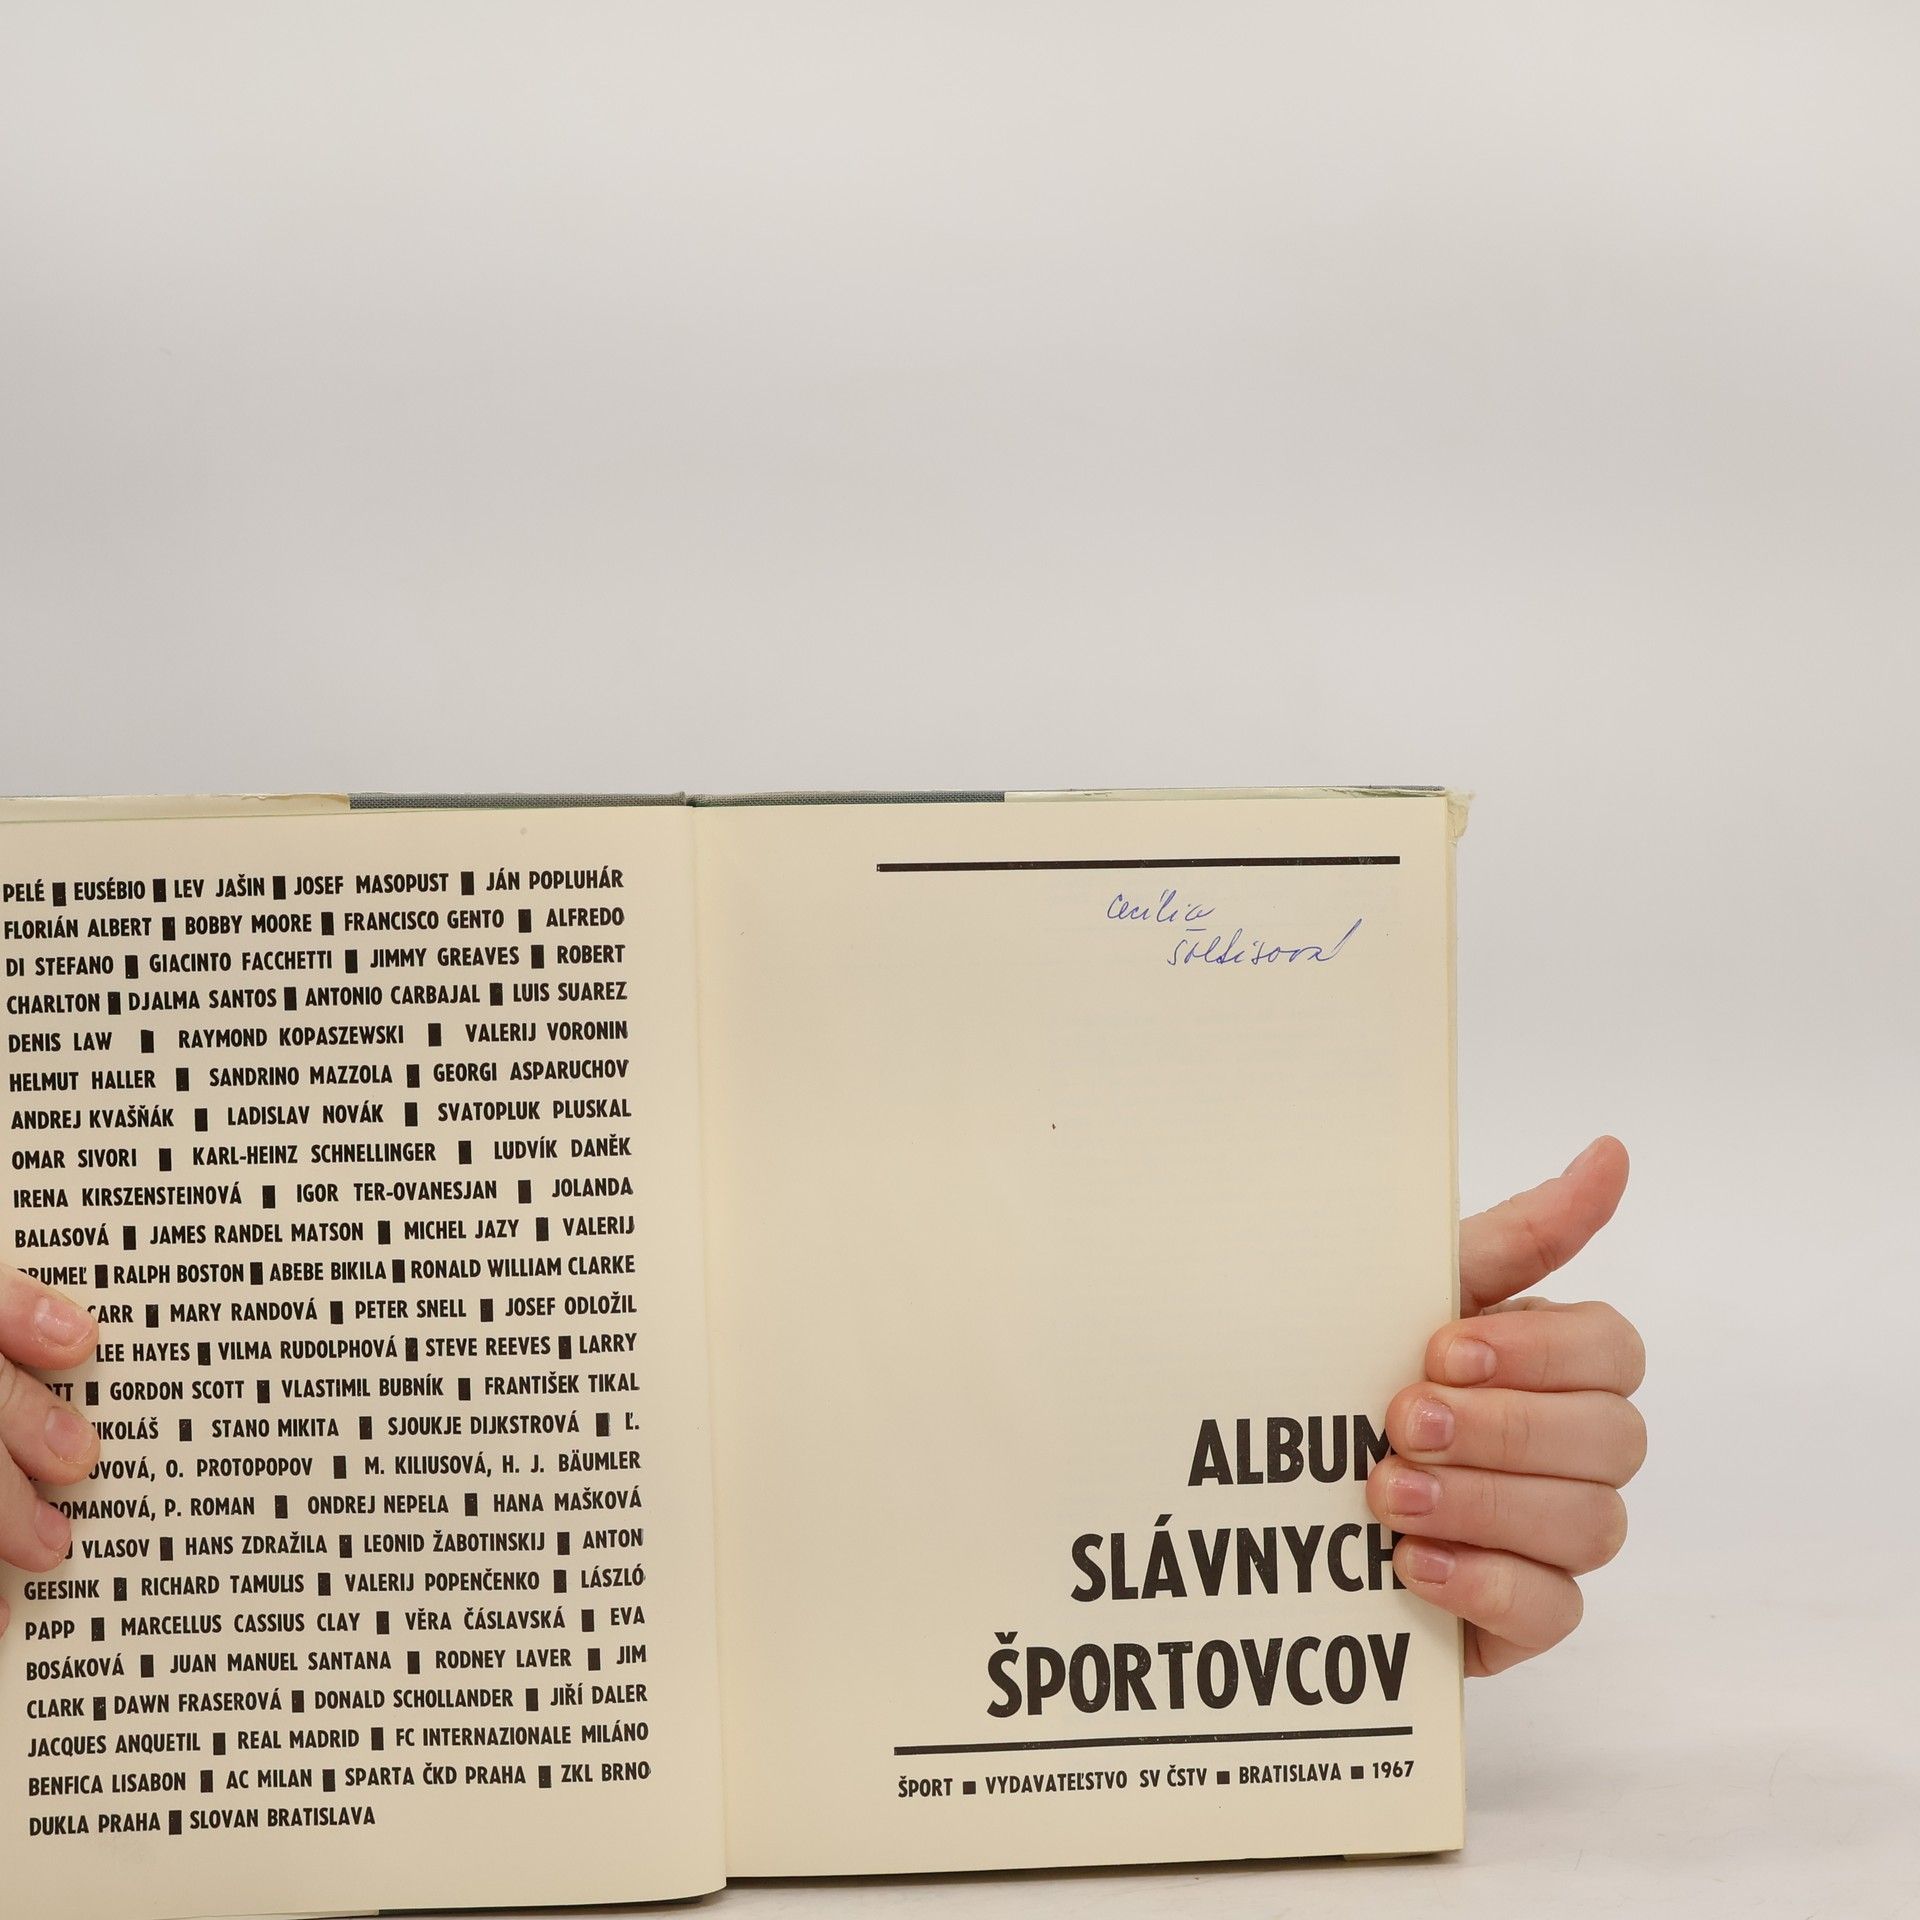 PELÉ ▮ EUSÉBIO ▮ LEV JAŠIN ▮ JOSEF MASOPUST ▮ JÁN POPLUHÁR
FLORIÁN ALBERT ▮ BOBBY MOORE ▮ FRANCISCO GENTO ▮ ALFREDO
DI STEFANO ▮ GIACINTO FACCHETTI ▮ JIMMY GREAVES ▮ ROBERT
CHARLTON ▮ DJALMA SANTOS ▮ ANTONIO CARBAJAL ▮ LUIS SUAREZ
DENIS LAW ▮ RAYMOND KOPASZEWSKI ▮ VALERIJ VORONIN
HELMUT HALLER ▮ SANDRINO MAZZOLA ▮ GEORGI ASPARUCHOV
ANDREJ KVAŠŇÁK ▮ LADISLAV NOVÁK ▮ SVATOPLUK PLUSKAL
OMAR SIVORI ▮ KARL-HEINZ SCHNELLINGER ▮ LUDVÍK DANĚK
IRENA KIRSZENSTEINOVÁ ▮ IGOR TER-OVANESJAN ▮ JOLANDA
BALASOVÁ ▮ JAMES RANDEL MATSON ▮ MICHEL JAZY ▮ VALERIJ
BRUMEĽ ▮ RALPH BOSTON ▮ ABEBE BIKILA ▮ RONALD WILLIAM CLARKE
CARR ▮ MARY RANDOVÁ ▮ PETER SNELL ▮ JOSEF ODLOŽIL
LEE HAYES ▮ VILMA RUDOLPHOVÁ ▮ STEVE REEVES ▮ LARRY
▮ GORDON SCOTT ▮ VLASTIMIL BUBNÍK ▮ FRANTIŠEK TIKAL
▮ STANO MIKITA ▮ SJOUKJE DIJKSTROVÁ ▮ Ľ.
O. PROTOPOPOV ▮ M. KILIUSOVÁ, H. J. BÄUMLER
ROMANOVÁ, P. ROMAN ▮ ONDREJ NEPELA ▮ HANA MAŠKOVÁ
VLASOV ▮ HANS ZDRAŽILA ▮ LEONID ŽABOTINSKIJ ▮ ANTON
GEESINK ▮ RICHARD TAMULIS ▮ VALERIJ POPENČENKO ▮ LÁSZLÓ
PAPP ▮ MARCELLUS CASSIUS CLAY ▮ VĚRA ČÁSLAVSKÁ ▮ EVA
BOSÁKOVÁ ▮ JUAN MANUEL SANTANA ▮ RODNEY LAVER ▮ JIM
CLARK ▮ DAWN FRASEROVÁ ▮ DONALD SCHOLLANDER ▮ JIŘÍ DALER
JACQUES ANQUETIL ▮ REAL MADRID ▮ FC INTERNAZIONALE MILÁNO
BENFICA LISABON ▮ AC MILAN ▮ SPARTA ČKD PRAHA ▮ ZKL BRNO
DUKLA PRAHA ▮ SLOVAN BRATISLAVA
Cecília
Šoltisová
ALBUM
SLÁVNYCH
ŠPORTOVCOV
ŠPORT ■ VYDAVATEĽSTVO SV ČSTV ■ BRATISLAVA ■ 1967